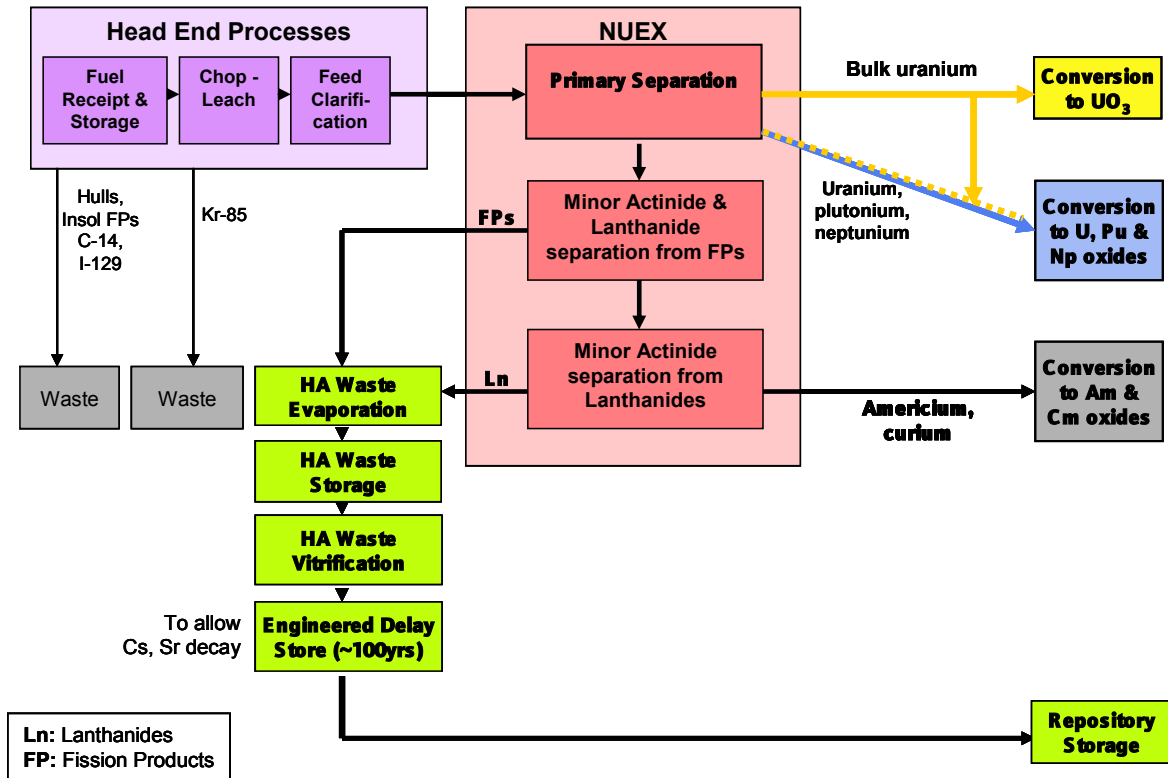 Head End Processes
Fuel
Receipt &
Storage
Chop -
Leach
Feed
Clarifi-
cation
NUEX
Primary Separation
Bulk uranium
Conversion
to UO₃
Hulls,
Insol FPs
C-14,
I-129
Kr-85
FPs
Minor Actinide &
Lanthanide
separation from FPs
Uranium,
plutonium,
neptunium
Conversion
to U, Pu &
Np oxides
Waste
Waste
HA Waste
Evaporation
Ln
Minor Actinide
separation from
Lanthanides
Americium,
curium
Conversion
to Am &
Cm oxides
HA Waste
Storage
HA Waste
Vitrification
To allow
Cs, Sr decay
Engineered Delay
Store (~100yrs)
Ln: Lanthanides
FP: Fission Products
Repository
Storage